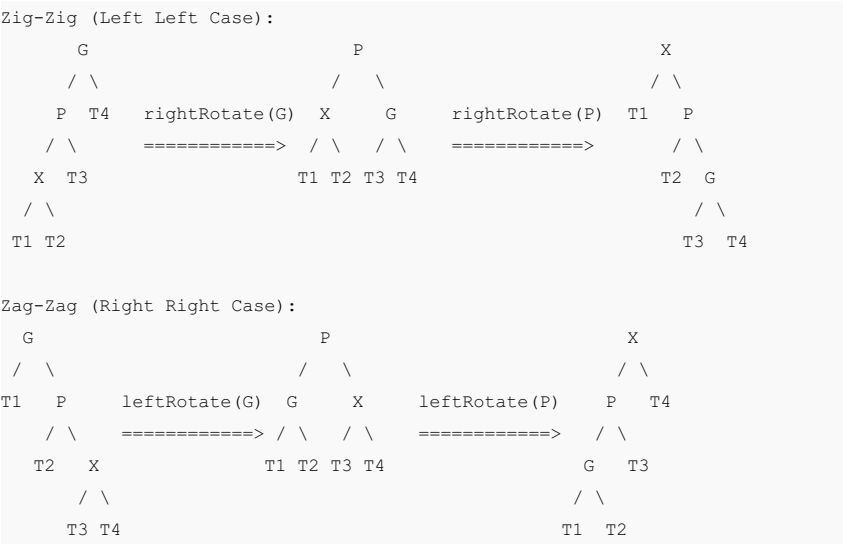 Zig-Zig (Left Left Case):
       G                        P                           X
      / \                     /   \                        / \
     P  T4   rightRotate(G)  X     G     rightRotate(P)  T1   P
    / \      ============>  / \   / \    ============>       / \
   X  T3                   T1 T2 T3 T4                      T2  G
  / \                                                          / \
 T1 T2                                                        T3  T4
Zag-Zag (Right Right Case):
  G                          P                           X
 /  \                      /   \                        / \
T1   P     leftRotate(G)  G     X     leftRotate(P)    P   T4
    / \    ============> / \   / \    ============>   / \
   T2   X               T1 T2 T3 T4                  G   T3
       / \                                          / \
      T3 T4                                        T1  T2